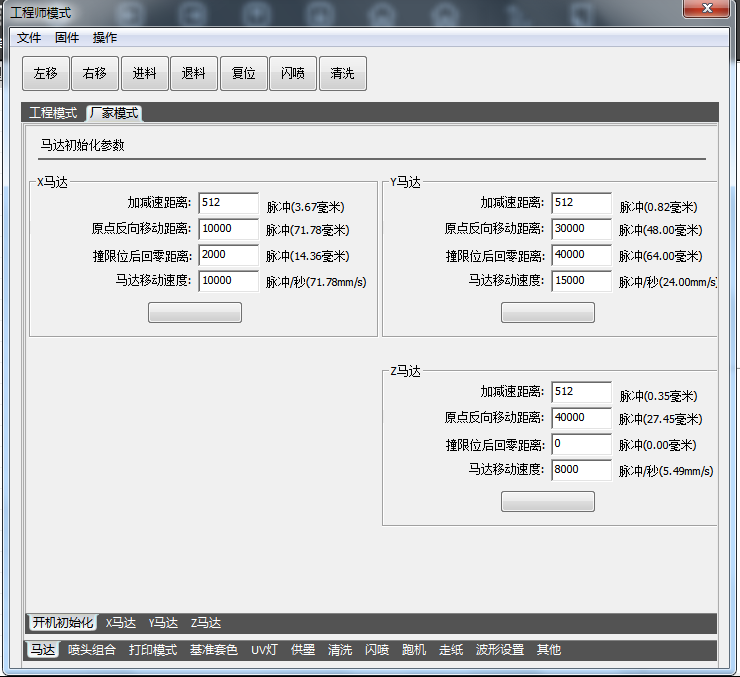 工程师模式
文件 固件 操作
左移 右移 进料 退料 复位 闪喷 清洗
工程模式 厂家模式
马达初始化参数
X马达
加减速距离: 512 脉冲(3.67毫米)
原点反向移动距离: 10000 脉冲(71.78毫米)
撞限位后回零距离: 2000 脉冲(14.36毫米)
马达移动速度: 10000 脉冲/秒(71.78mm/s)
Y马达
加减速距离: 512 脉冲(0.82毫米)
原点反向移动距离: 30000 脉冲(48.00毫米)
撞限位后回零距离: 40000 脉冲(64.00毫米)
马达移动速度: 15000 脉冲/秒(24.00mm/s)
Z马达
加减速距离: 512 脉冲(0.35毫米)
原点反向移动距离: 40000 脉冲(27.45毫米)
撞限位后回零距离: 0 脉冲(0.00毫米)
马达移动速度: 8000 脉冲/秒(5.49mm/s)
开机初始化 X马达 Y马达 Z马达
马达 喷头组合 打印模式 基准套色 UV灯 供墨 清洗 闪喷 跑机 走纸 波形设置 其他